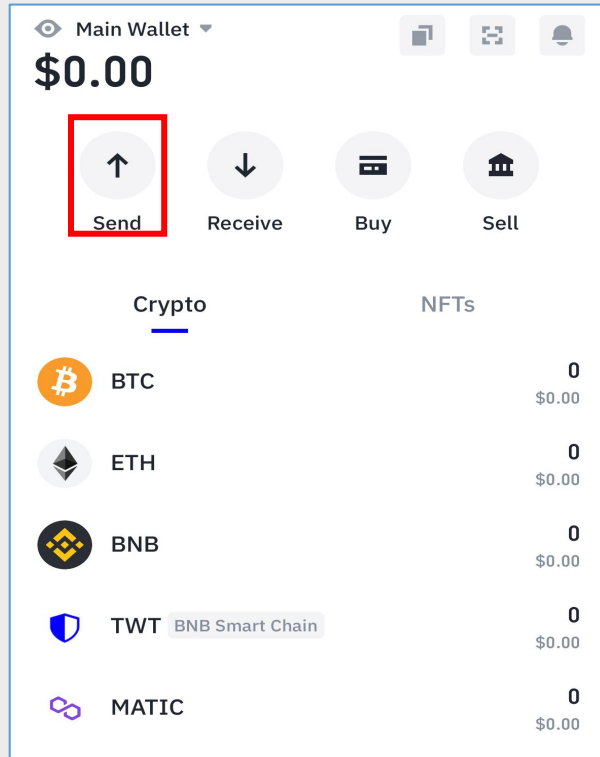 Main Wallet
$0.00
Send Receive Buy Sell
Crypto NFTs
BTC 0
$0.00
ETH 0
$0.00
BNB 0
$0.00
TWT BNB Smart Chain 0
$0.00
MATIC 0
$0.00